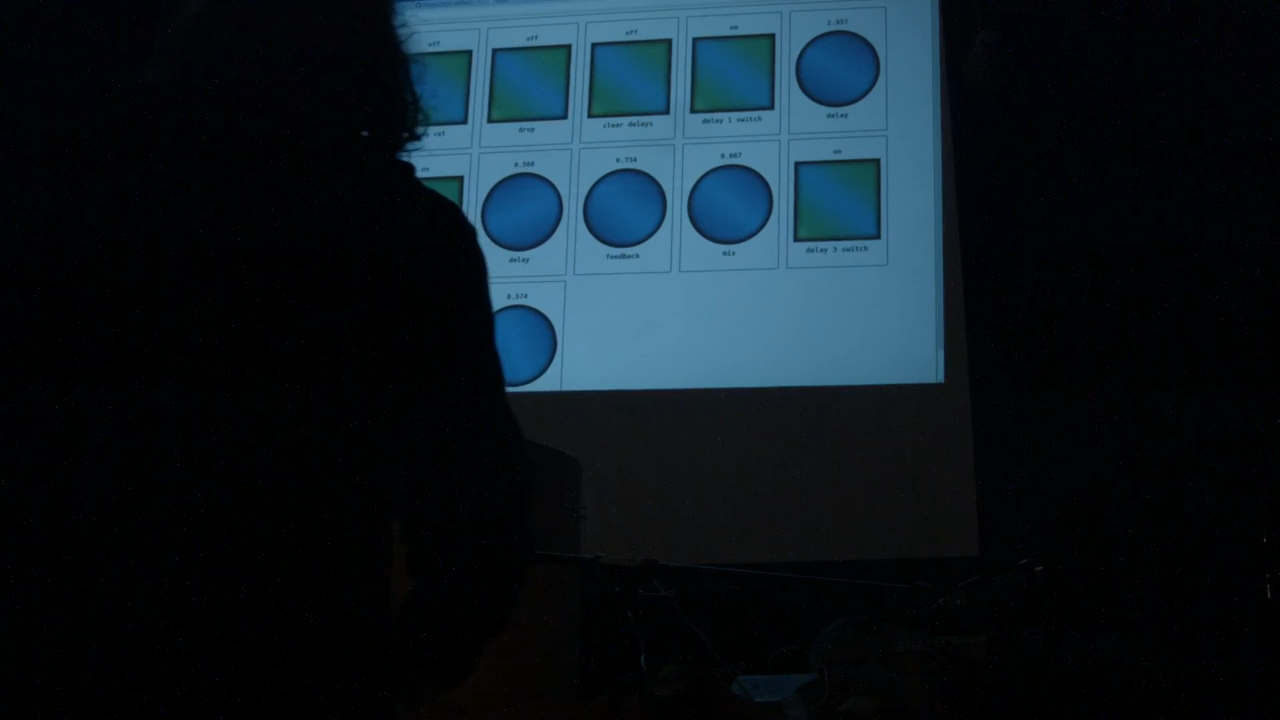 off off off on 2.957
cut drop clear delays delay 1 switch delay
on 0.560 0.734 0.667 on
delay feedback mix delay 3 switch
0.574